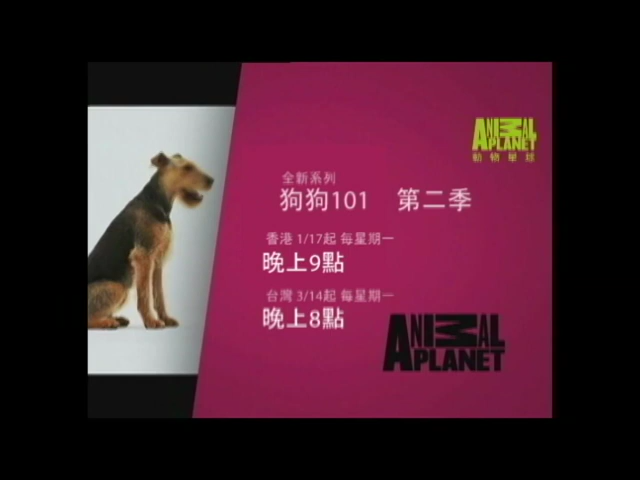 ANIMAL
PLANET
動物星球
全新系列
狗狗101 第二季
香港 1/17起 每星期一
晚上9點
台灣 3/14起 每星期一
晚上8點
ANIMAL
PLANET